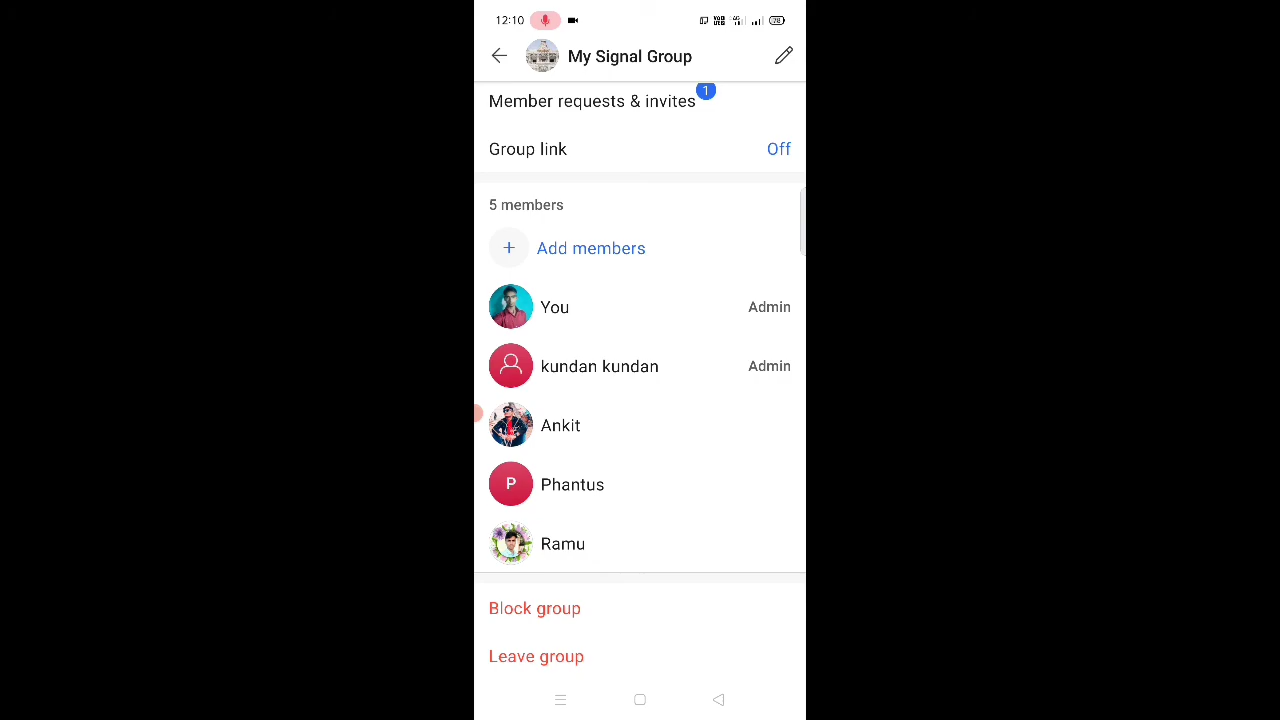 12:10
78
My Signal Group
1
Member requests & invites
Group link Off
5 members
+ Add members
You Admin
kundan kundan Admin
Ankit
P Phantus
Ramu
Block group
Leave group